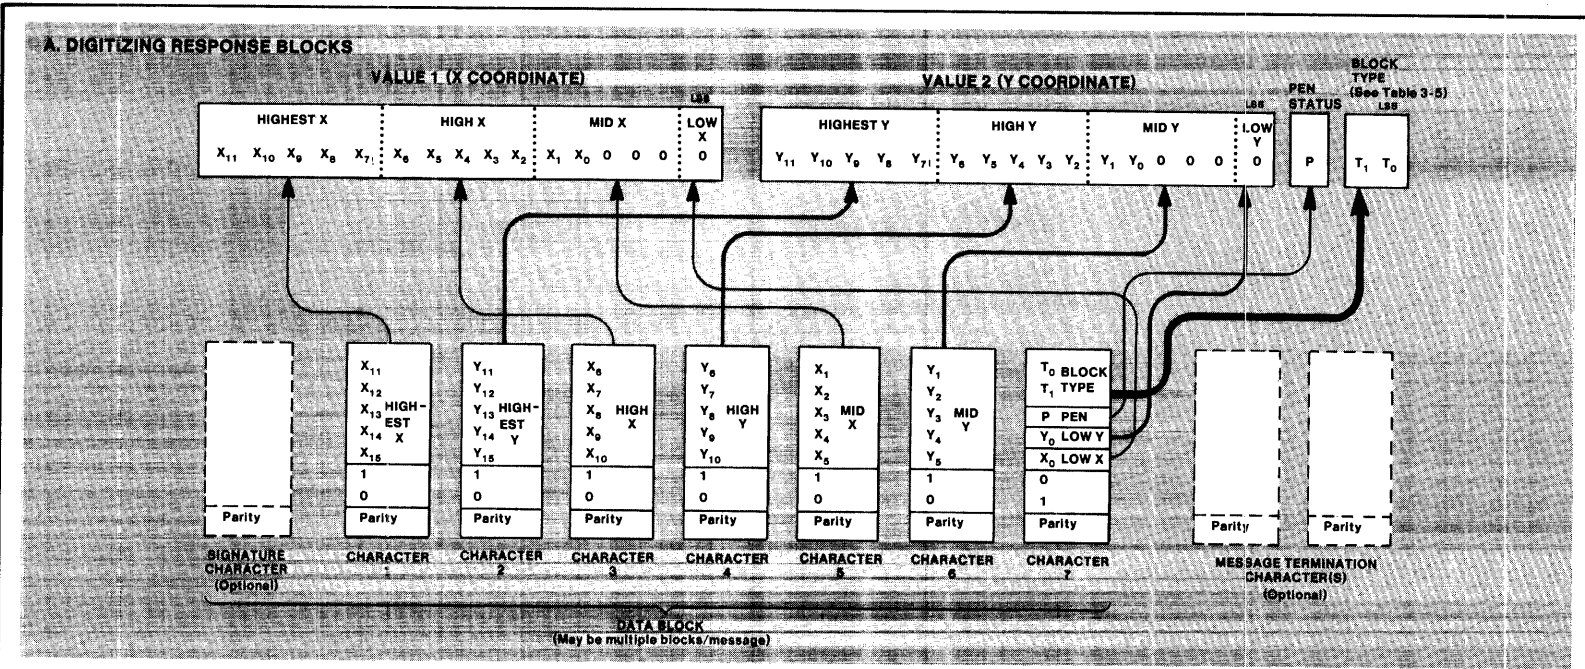 A. DIGITIZING RESPONSE BLOCKS
VALUE 1 (X COORDINATE)
VALUE 2 (Y COORDINATE)
PEN STATUS
BLOCK TYPE
(See Table 3-5)
LSB
LSB
LSB
HIGHEST X
HIGH X
MID X
LOW X
HIGHEST Y
HIGH Y
MID Y
LOW Y
X11 X10 X9 X8 X7
X6 X5 X4 X3 X2
X1 X0 0 0 0
0
Y11 Y10 Y9 Y8 Y7
Y6 Y5 Y4 Y3 Y2
Y1 Y0 0 0 0
0
P
T1 T0
Parity
SIGNATURE
CHARACTER
(Optional)
X11
X12
X13
X14
X15
HIGH-
EST
X
1
0
Parity
CHARACTER
1
Y11
Y12
Y13
Y14
Y15
HIGH-
EST
Y
1
0
Parity
CHARACTER
2
X6
X7
X8
X9
X10
HIGH
X
1
0
Parity
CHARACTER
3
Y6
Y7
Y8
Y9
Y10
HIGH
Y
1
0
Parity
CHARACTER
4
X1
X2
X3
X4
X5
MID
X
1
0
Parity
CHARACTER
5
Y1
Y2
Y3
Y4
Y5
MID
Y
1
0
Parity
CHARACTER
6
T0 BLOCK
T1 TYPE
P PEN
Y0 LOW Y
X0 LOW X
0
1
Parity
CHARACTER
7
Parity
Parity
MESSAGE TERMINATION
CHARACTER(S)
(Optional)
DATA BLOCK
(May be multiple blocks/message)